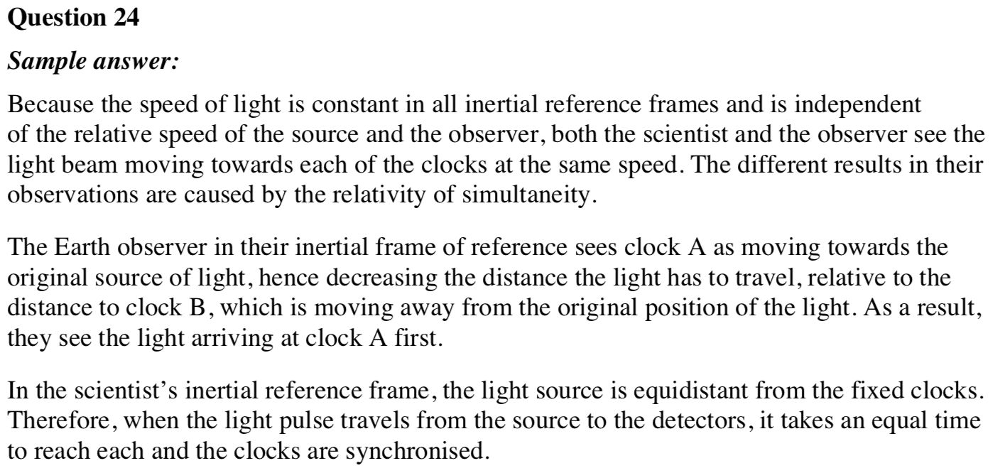 Question 24
Sample answer:
Because the speed of light is constant in all inertial reference frames and is independent
of the relative speed of the source and the observer, both the scientist and the observer see the
light beam moving towards each of the clocks at the same speed. The different results in their
observations are caused by the relativity of simultaneity.
The Earth observer in their inertial frame of reference sees clock A as moving towards the
original source of light, hence decreasing the distance the light has to travel, relative to the
distance to clock B, which is moving away from the original position of the light. As a result,
they see the light arriving at clock A first.
In the scientist’s inertial reference frame, the light source is equidistant from the fixed clocks.
Therefore, when the light pulse travels from the source to the detectors, it takes an equal time
to reach each and the clocks are synchronised.